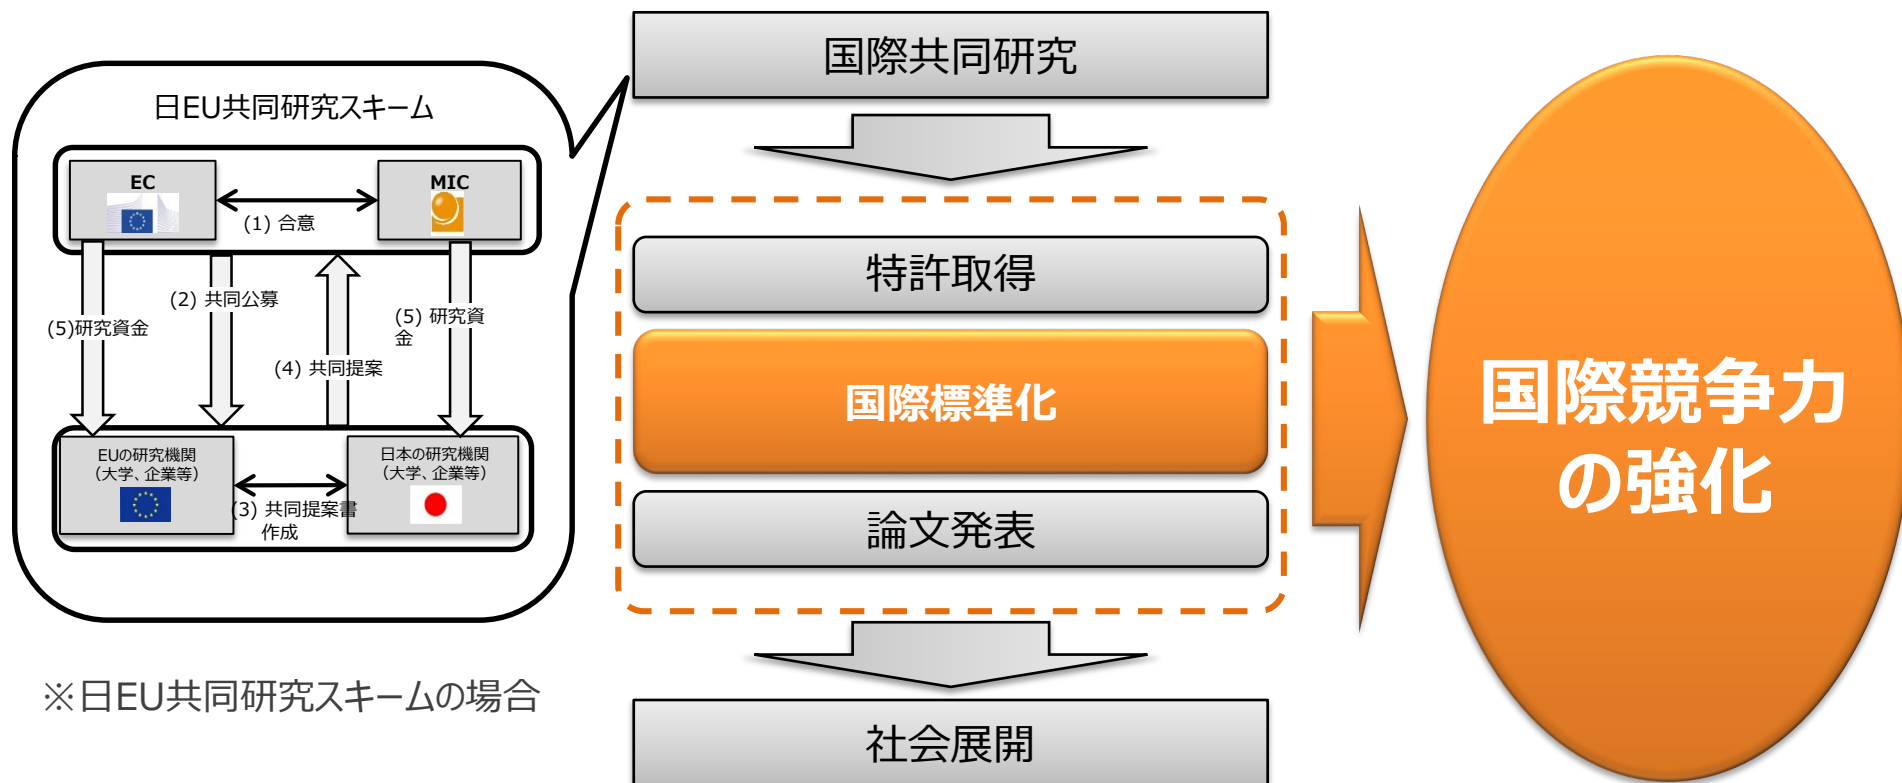 国際共同研究
日EU共同研究スキーム
EC
MIC
(1) 合意
(2) 共同公募
(5)研究資金
(5) 研究資
金
(4) 共同提案
EUの研究機関
（大学、企業等）
日本の研究機関
（大学、企業等）
(3) 共同提案書
作成
※日EU共同研究スキームの場合
特許取得
国際標準化
論文発表
社会展開
国際競争力
の強化